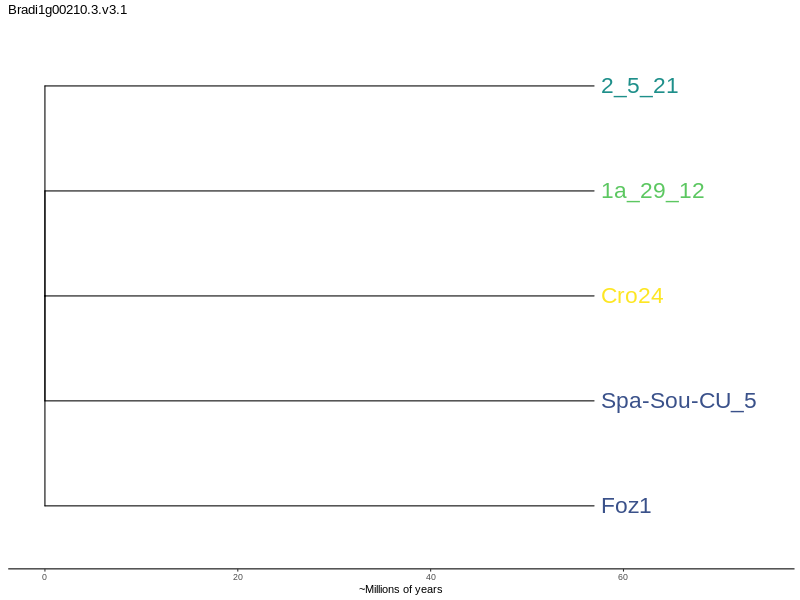 Bradi1g00210.3.v3.1
2_5_21
1a_29_12
Cro24
Spa-Sou-CU_5
Foz1
0 20 40 60
~Millions of years